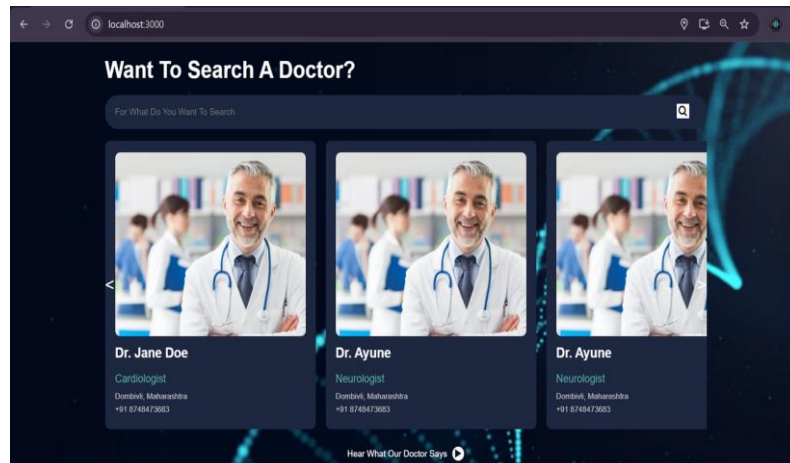 localhost:3000
Want To Search A Doctor?
For What Do You Want To Search
<
>
Dr. Jane Doe
Cardiologist
Dombivli, Maharashtra
+91 8748473683
Dr. Ayune
Neurologist
Dombivli, Maharashtra
+91 8748473683
Dr. Ayune
Neurologist
Dombivli, Maharashtra
+91 8748473683
Hear What Our Doctor Says